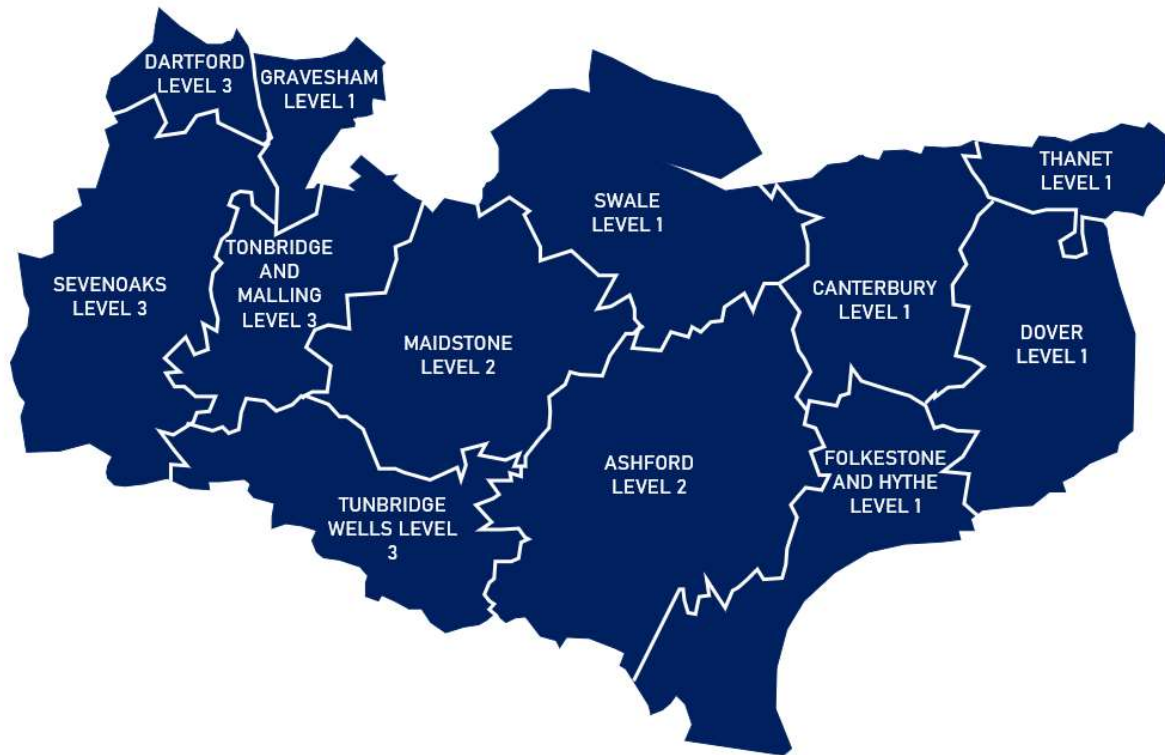 DARTFORD
LEVEL 3
GRAVESHAM
LEVEL 1
THANET
LEVEL 1
SWALE
LEVEL 1
TONBRIDGE
AND
MALLING
LEVEL 3
SEVENOAKS
LEVEL 3
CANTERBURY
LEVEL 1
MAIDSTONE
LEVEL 2
DOVER
LEVEL 1
ASHFORD
LEVEL 2
FOLKESTONE
AND HYTHE
LEVEL 1
TUNBRIDGE
WELLS LEVEL
3